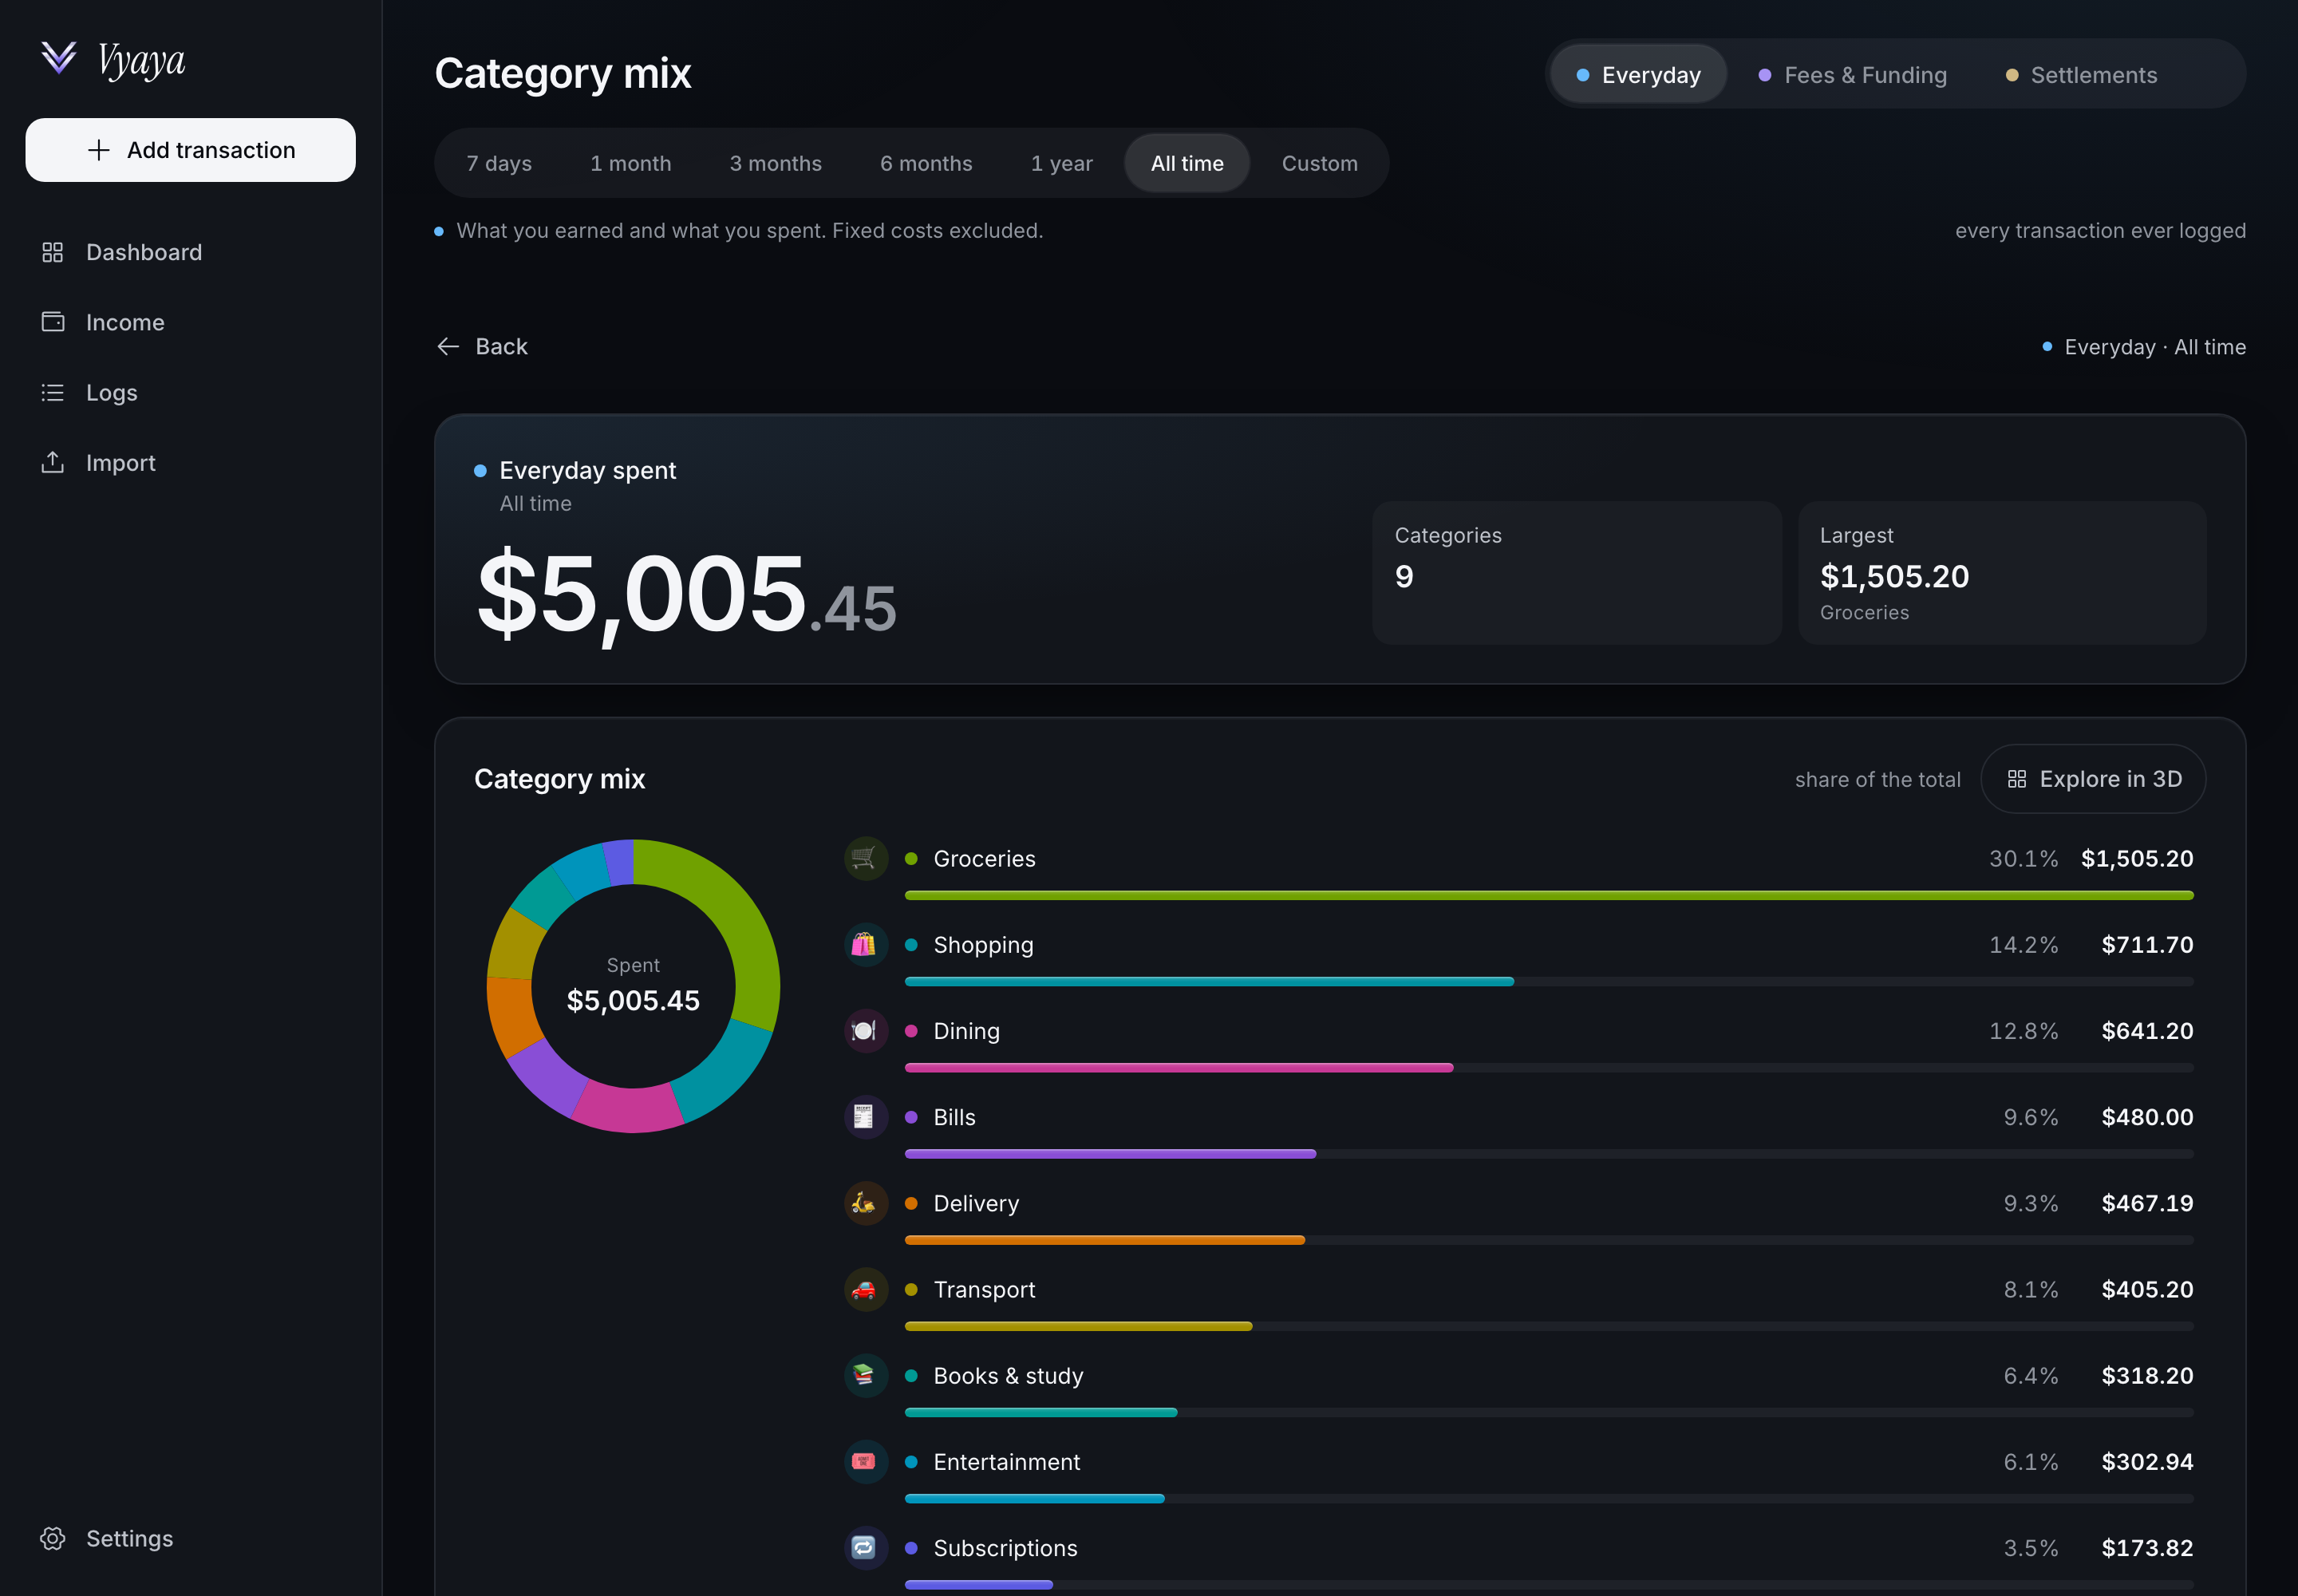 Vyaya
Add transaction
Dashboard
Income
Logs
Import
Settings
Category mix
Everyday
Fees & Funding
Settlements
7 days
1 month
3 months
6 months
1 year
All time
Custom
What you earned and what you spent. Fixed costs excluded.
every transaction ever logged
Back
Everyday · All time
Everyday spent
All time
$5,005.45
Categories
9
Largest
$1,505.20
Groceries
Category mix
share of the total
Explore in 3D
Spent
$5,005.45
Groceries 30.1% $1,505.20
Shopping 14.2% $711.70
Dining 12.8% $641.20
Bills 9.6% $480.00
Delivery 9.3% $467.19
Transport 8.1% $405.20
Books & study 6.4% $318.20
Entertainment 6.1% $302.94
Subscriptions 3.5% $173.82